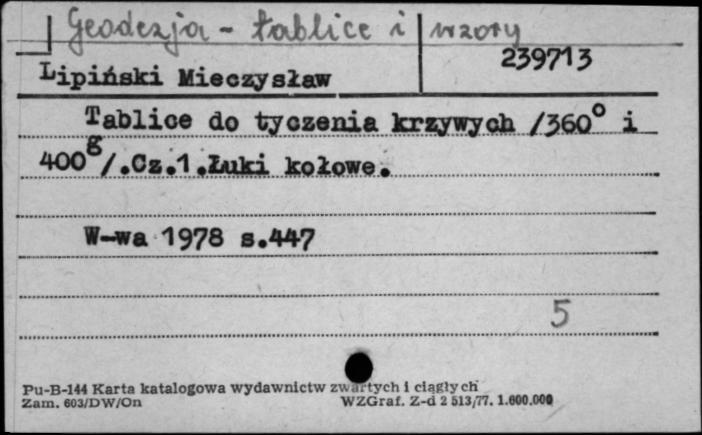 Geodezja - tablice i wzory
239713
Lipiński Mieczysław
Tablice do tyczenia krzywych /360° i
400g/.Cz.1.Łuki kołowe.
W-wa 1978 s.447
5
Pu-B-144 Karta katalogowa wydawnictw zwartych i ciągłych
Zam. 603/DW/On WZGraf. Z-d 2 513/77. 1.600.000